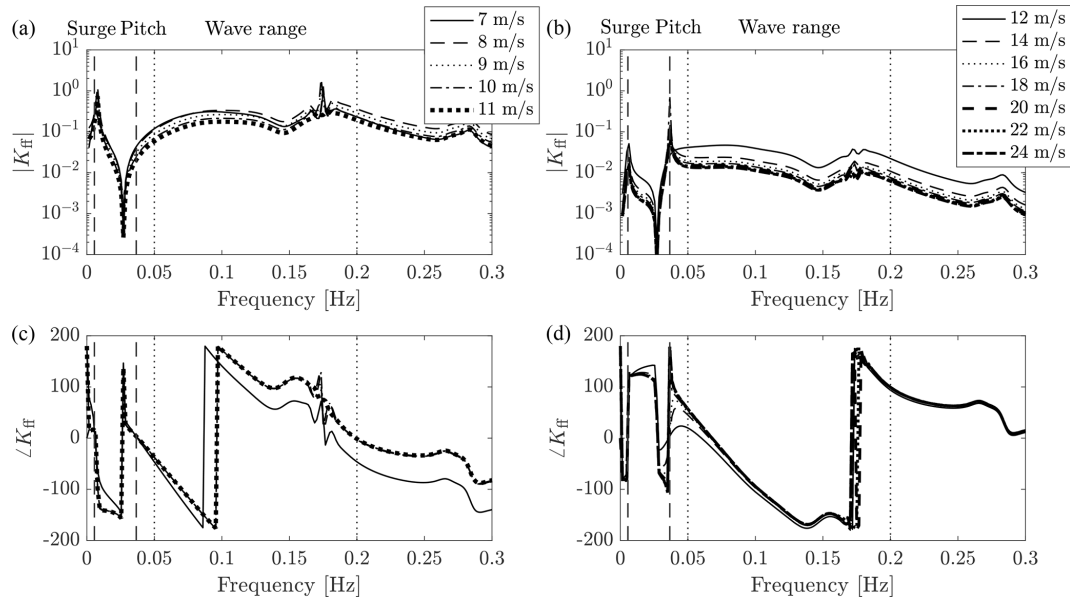 (a) Surge Pitch Wave range
7 m/s
8 m/s
9 m/s
10 m/s
11 m/s
|K_ff|
10^1
10^0
10^-1
10^-2
10^-3
10^-4
0 0.05 0.1 0.15 0.2 0.25 0.3
Frequency [Hz]
(b) Surge Pitch Wave range
12 m/s
14 m/s
16 m/s
18 m/s
20 m/s
22 m/s
24 m/s
|K_ff|
10^1
10^0
10^-1
10^-2
10^-3
10^-4
0 0.05 0.1 0.15 0.2 0.25 0.3
Frequency [Hz]
(c)
∠K_ff
200
100
0
-100
-200
0 0.05 0.1 0.15 0.2 0.25 0.3
Frequency [Hz]
(d)
∠K_ff
200
100
0
-100
-200
0 0.05 0.1 0.15 0.2 0.25 0.3
Frequency [Hz]